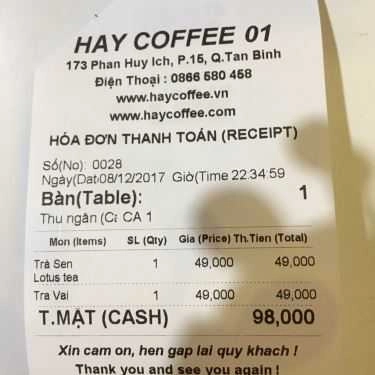 HAY COFFEE 01
173 Phan Huy Ich, P.15, Q.Tan Binh
Điện Thoại : 0866 580 458
www.haycoffee.vn
www.haycoffee.com
HÓA ĐƠN THANH TOÁN (RECEIPT)
Số(No): 0028
Ngày(Dat:08/12/2017 Giờ(Time 22:34:59
Bàn(Table): 1
Thu ngân (Ca CA 1
Mon (Items) SL (Qty) Gia (Price) Th.Tien (Total)
Trà Sen 1 49,000 49,000
Lotus tea
Tra Vai 1 49,000 49,000
T.MẶT (CASH) 98,000
Xin cam on, hen gap lai quy khach !
Thank you and see you again !